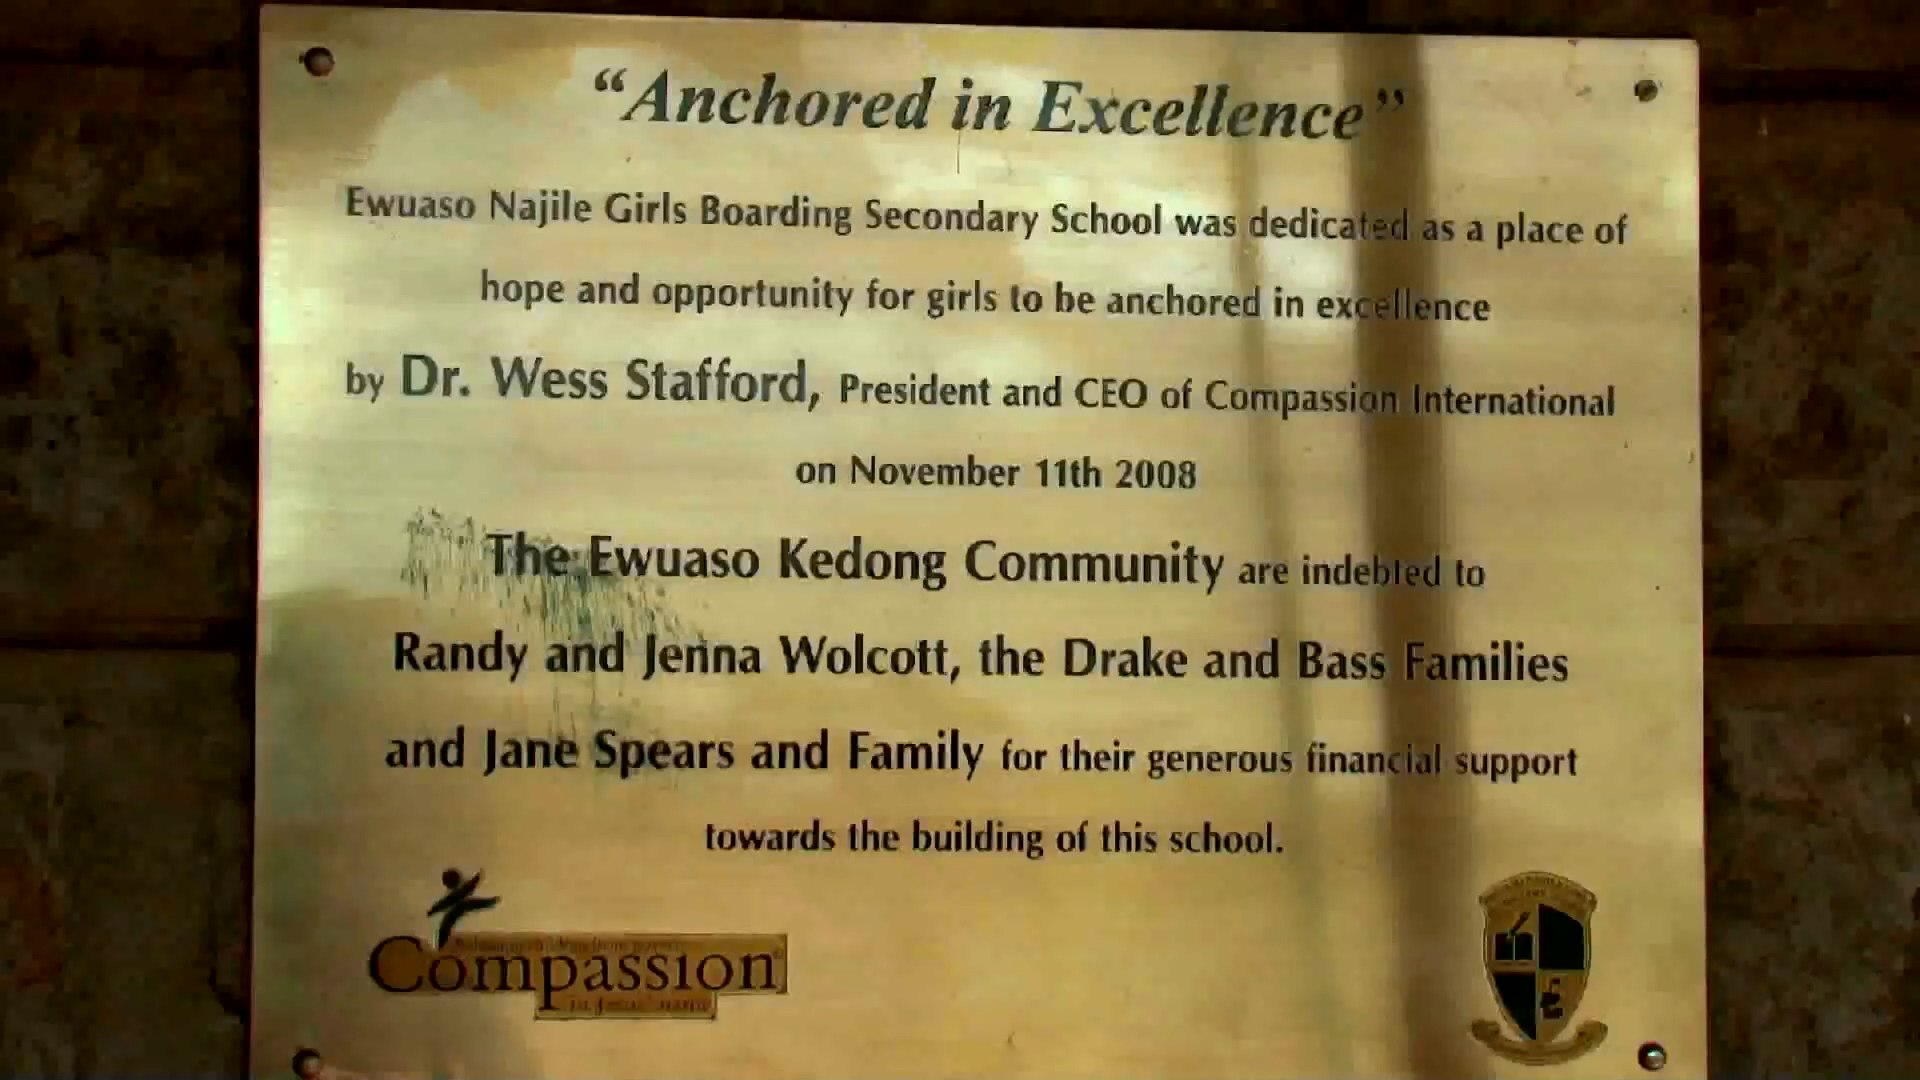 “Anchored in Excellence”
Ewuaso Najile Girls Boarding Secondary School was dedicated as a place of
hope and opportunity for girls to be anchored in excellence
by Dr. Wess Stafford, President and CEO of Compassion International
on November 11th 2008
The Ewuaso Kedong Community are indebted to
Randy and Jenna Wolcott, the Drake and Bass Families
and Jane Spears and Family for their generous financial support
towards the building of this school.
Compassion
in Jesus' name